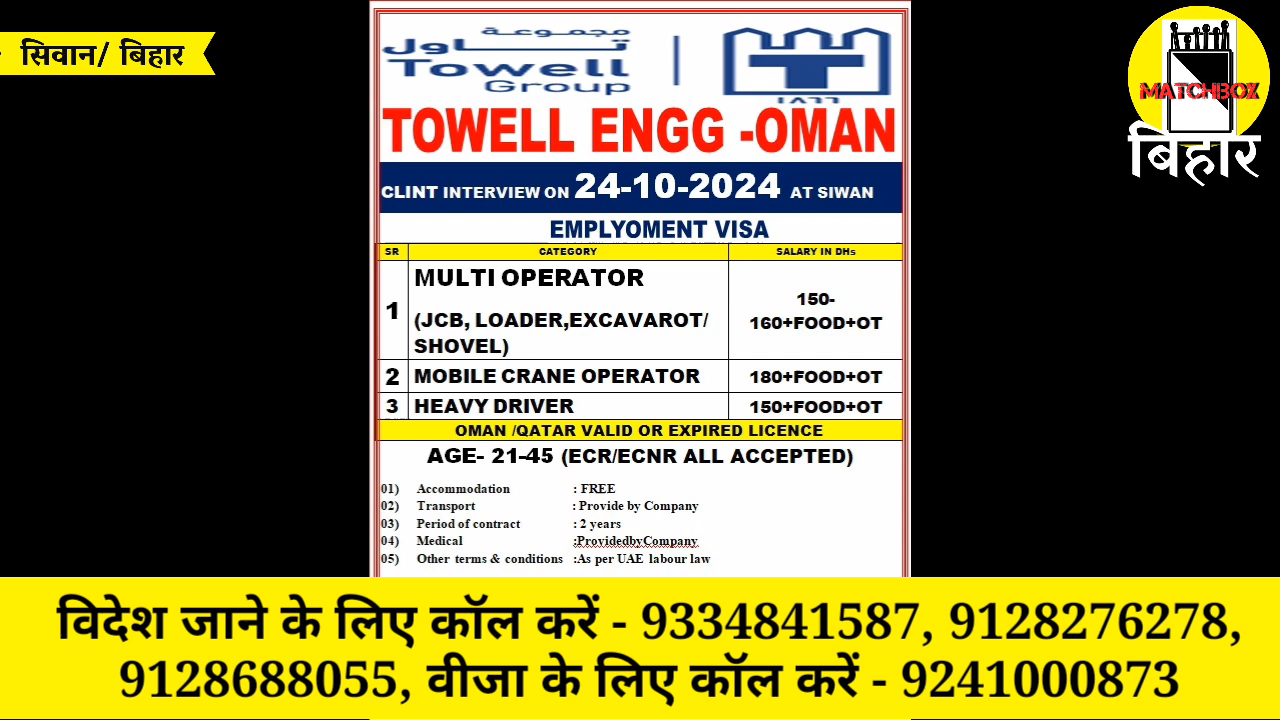 सिवान/ बिहार
مجموعة
تاول
Towell
Group
١٨٦٦
MATCHBOX
बिहार
TOWELL ENGG -OMAN
CLINT INTERVIEW ON 24-10-2024 AT SIWAN
EMPLYOMENT VISA
SR CATEGORY SALARY IN DHs
1 MULTI OPERATOR
(JCB, LOADER,EXCAVAROT/
SHOVEL)
150-
160+FOOD+OT
2 MOBILE CRANE OPERATOR 180+FOOD+OT
3 HEAVY DRIVER 150+FOOD+OT
OMAN /QATAR VALID OR EXPIRED LICENCE
AGE- 21-45 (ECR/ECNR ALL ACCEPTED)
01) Accommodation : FREE
02) Transport : Provide by Company
03) Period of contract : 2 years
04) Medical :ProvidedbyCompany
05) Other terms & conditions :As per UAE labour law
विदेश जाने के लिए कॉल करें - 9334841587, 9128276278,
9128688055, वीजा के लिए कॉल करें - 9241000873